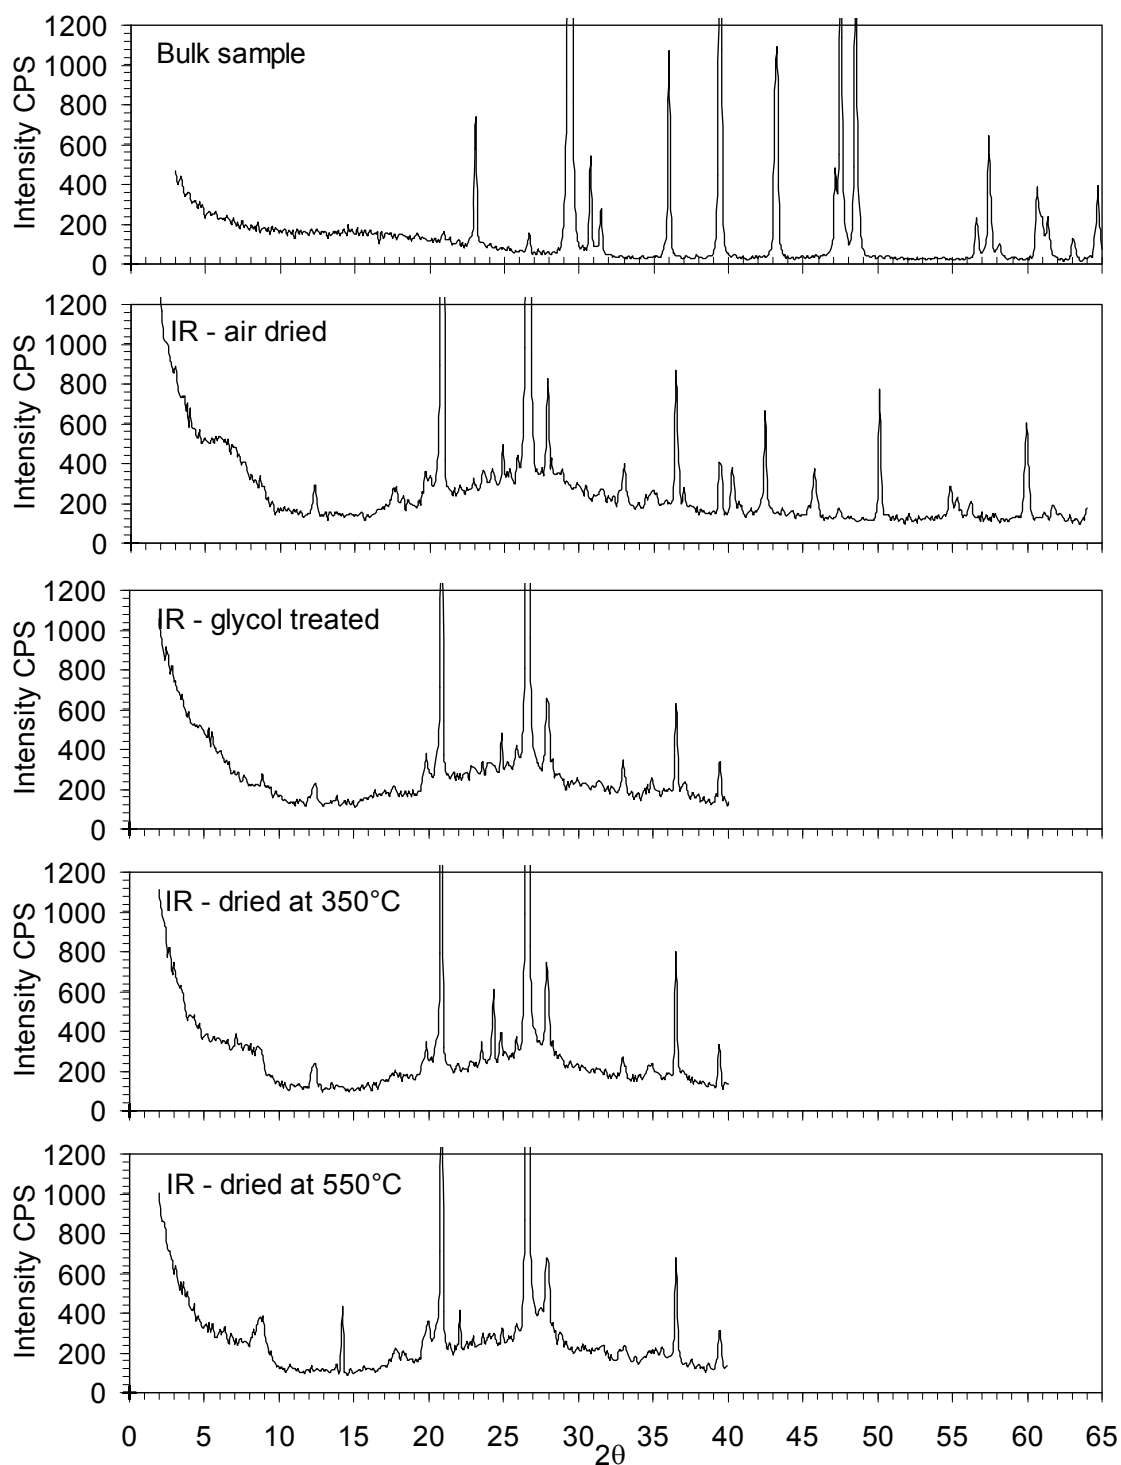 Bulk sample
Intensity CPS
1200
1000
800
600
400
200
0
IR - air dried
Intensity CPS
1200
1000
800
600
400
200
0
IR - glycol treated
Intensity CPS
1200
1000
800
600
400
200
0
IR - dried at 350°C
Intensity CPS
1200
1000
800
600
400
200
0
IR - dried at 550°C
Intensity CPS
1200
1000
800
600
400
200
0
0 5 10 15 20 25 30 35 40 45 50 55 60 65
2θ